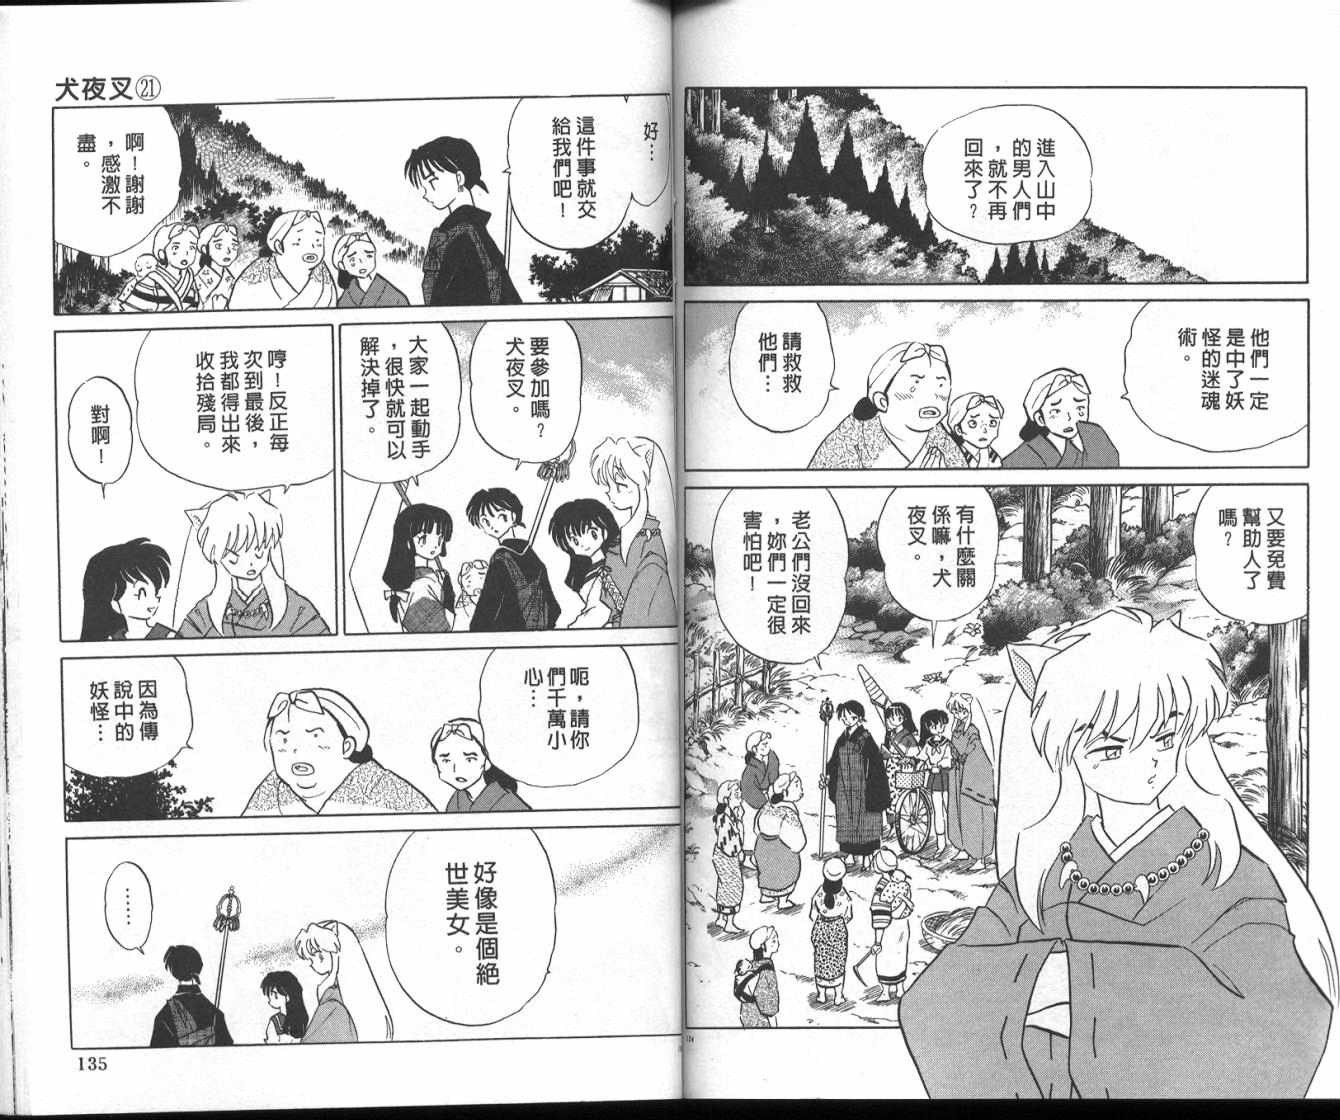 進入山中
的男人們
，就不再
回來了？
他們一定
是中了妖
怪的迷魂
術。
請救救
他們…
又要免費
幫助人了
嗎？
有什麼關
係嘛，犬
夜叉。
老公們沒回來
，妳們一定很
害怕吧！
134
犬夜叉㉑
好…
這件事就交
給我們吧！
啊！謝謝
，感激不
盡。
要參加嗎？
犬夜叉。
大家一起動手
，很快就可以
解決掉了。
哼！反正每
次到最後，
我都得出來
收拾殘局。
對啊！
呃，請你
們千萬小
心…
因為傳
說中的
妖怪…
好像是個絕
世美女。
……
135